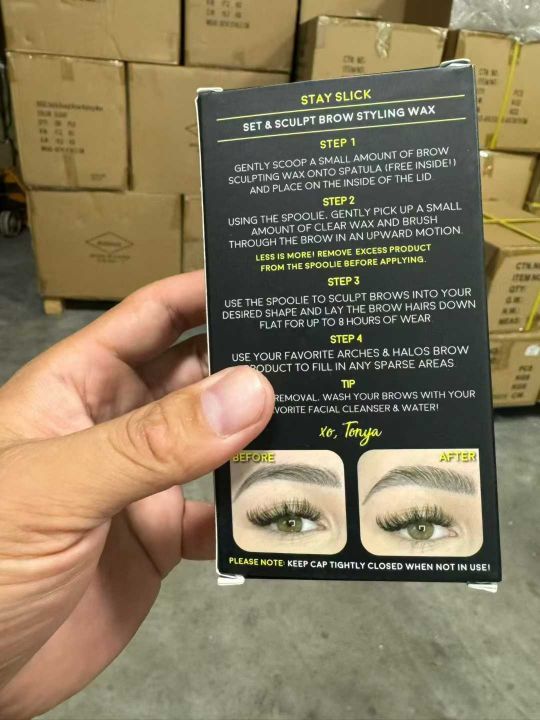 STAY SLICK
SET & SCULPT BROW STYLING WAX
STEP 1
GENTLY SCOOP A SMALL AMOUNT OF BROW
SCULPTING WAX ONTO SPATULA (FREE INSIDE!)
AND PLACE ON THE INSIDE OF THE LID
STEP 2
USING THE SPOOLIE, GENTLY PICK UP A SMALL
AMOUNT OF CLEAR WAX AND BRUSH
THROUGH THE BROW IN AN UPWARD MOTION.
LESS IS MORE! REMOVE EXCESS PRODUCT
FROM THE SPOOLIE BEFORE APPLYING.
STEP 3
USE THE SPOOLIE TO SCULPT BROWS INTO YOUR
DESIRED SHAPE AND LAY THE BROW HAIRS DOWN
FLAT FOR UP TO 8 HOURS OF WEAR
STEP 4
USE YOUR FAVORITE ARCHES & HALOS BROW
TO FILL IN ANY SPARSE AREAS
TIP
REMOVAL, WASH YOUR BROWS WITH YOUR
FACIAL CLEANSER & WATER!
xo, Tonya
BEFORE
AFTER
PLEASE NOTE: KEEP CAP TIGHTLY CLOSED WHEN NOT IN USE!